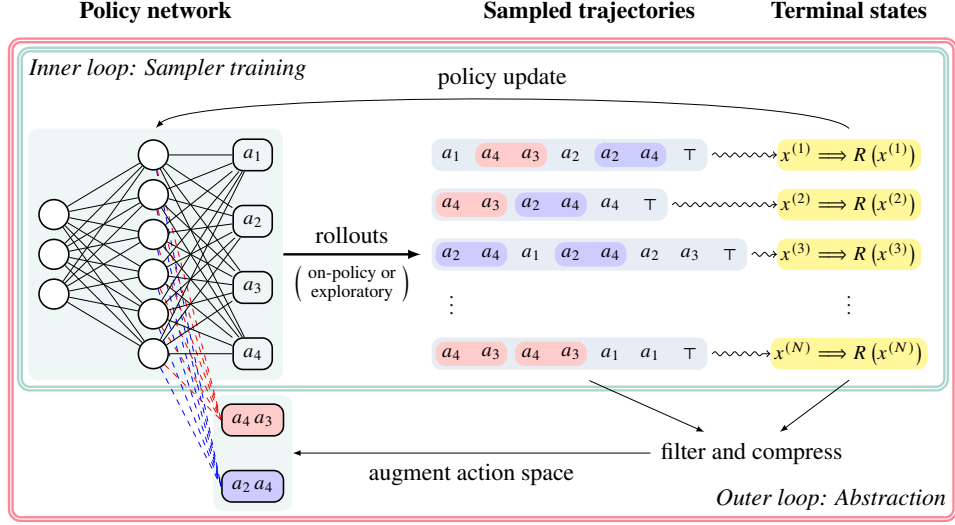 Policy network
Sampled trajectories
Terminal states
Inner loop: Sampler training
policy update
a₁
a₂
a₃
a₄
a₄ a₃
a₂ a₄
rollouts
(on-policy or
exploratory)
a₁ a₄ a₃ a₂ a₂ a₄ ⊤
x⁽¹⁾ ⟹ R (x⁽¹⁾)
a₄ a₃ a₂ a₄ a₄ ⊤
x⁽²⁾ ⟹ R (x⁽²⁾)
a₂ a₄ a₁ a₂ a₄ a₂ a₃ ⊤
x⁽³⁾ ⟹ R (x⁽³⁾)
⋮ ⋮
a₄ a₃ a₄ a₃ a₁ a₁ ⊤
x⁽ᴺ⁾ ⟹ R (x⁽ᴺ⁾)
filter and compress
augment action space
Outer loop: Abstraction